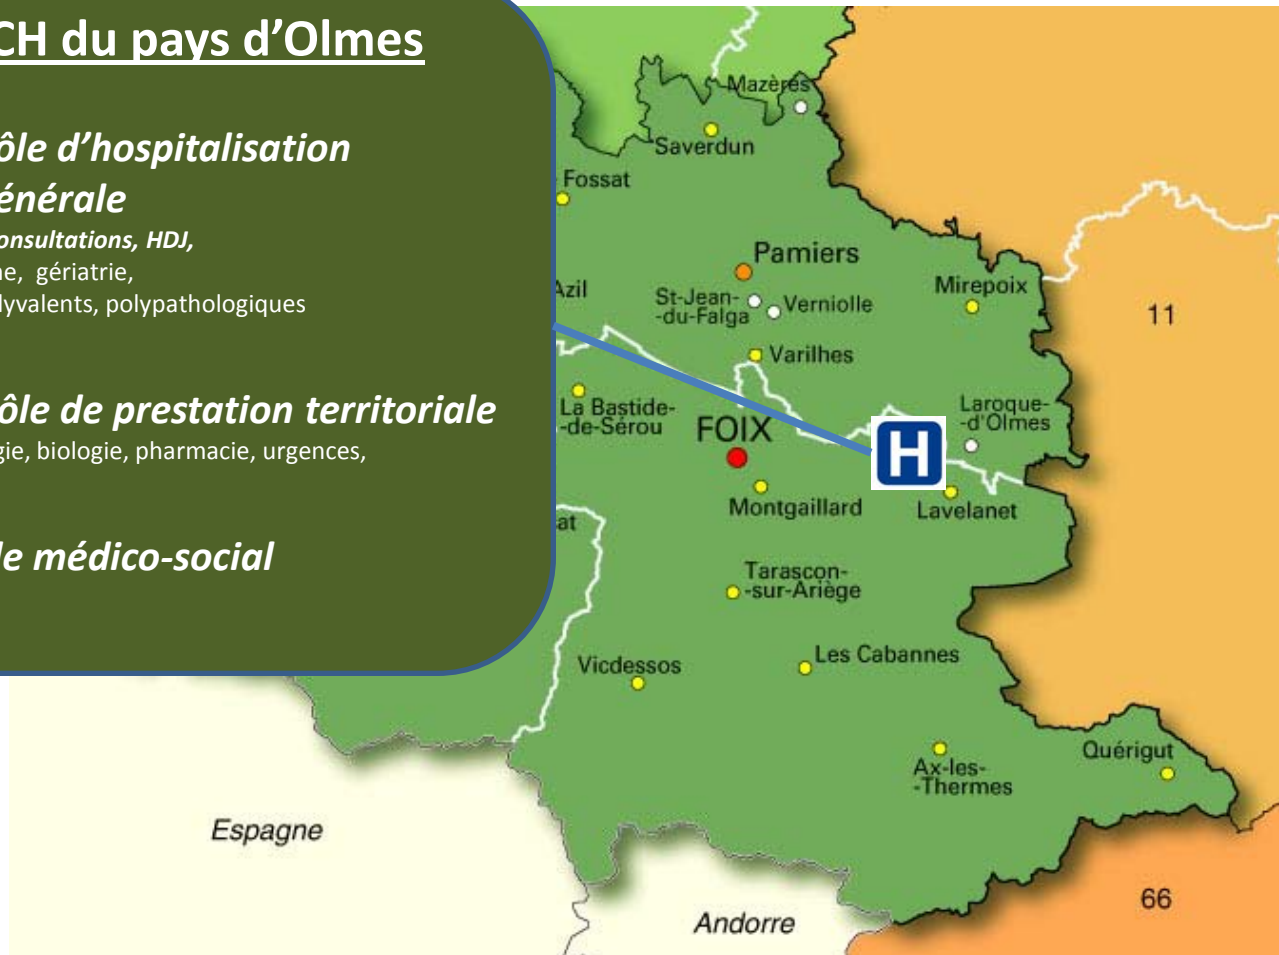 CH du pays d’Olmes
ôle d’hospitalisation
énérale
onsultations, HDJ,
ne, gériatrie,
lyvalents, polypathologiques
ôle de prestation territoriale
gie, biologie, pharmacie, urgences,
le médico-social
Mazères
Saverdun
Fossat
Pamiers
Azil
St-Jean-
-du-Falga
Verniolle
Mirepoix
11
Varilhes
La Bastide-
-de-Sérou
FOIX
H
Laroque-
-d'Olmes
Montgaillard
Lavelanet
at
Tarascon-
-sur-Ariège
Vicdessos
Les Cabannes
Ax-les-
-Thermes
Quérigut
Espagne
Andorre
66